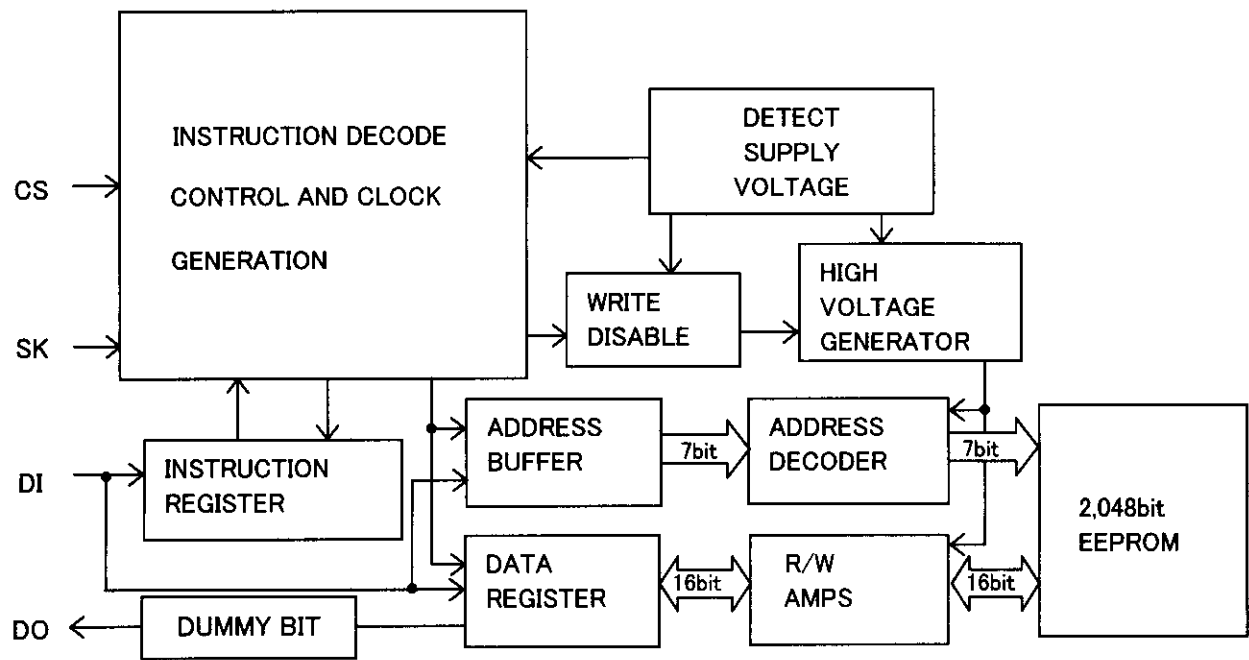 INSTRUCTION DECODE
CONTROL AND CLOCK
GENERATION
DETECT
SUPPLY
VOLTAGE
CS
SK
WRITE
DISABLE
HIGH
VOLTAGE
GENERATOR
DI
INSTRUCTION
REGISTER
ADDRESS
BUFFER
7bit
ADDRESS
DECODER
7bit
2,048bit
EEPROM
DATA
REGISTER
16bit
R/W
AMPS
16bit
DO
DUMMY BIT